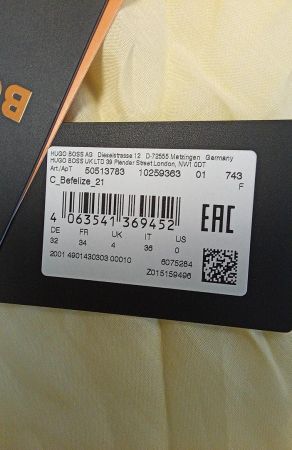 BO
HUGO BOSS AG Dieselstrasse 12 D-72555 Metzingen Germany
HUGO BOSS UK LTD 39 Plender Street London, NW1 0DT
Art./АрТ 50513783 10259363 01 743
C_Befelize_21 F
4 063541 369452
EAC
DE FR UK IT US
32 34 4 36 0
2001 4901430303 00010 6075284
Z015159496